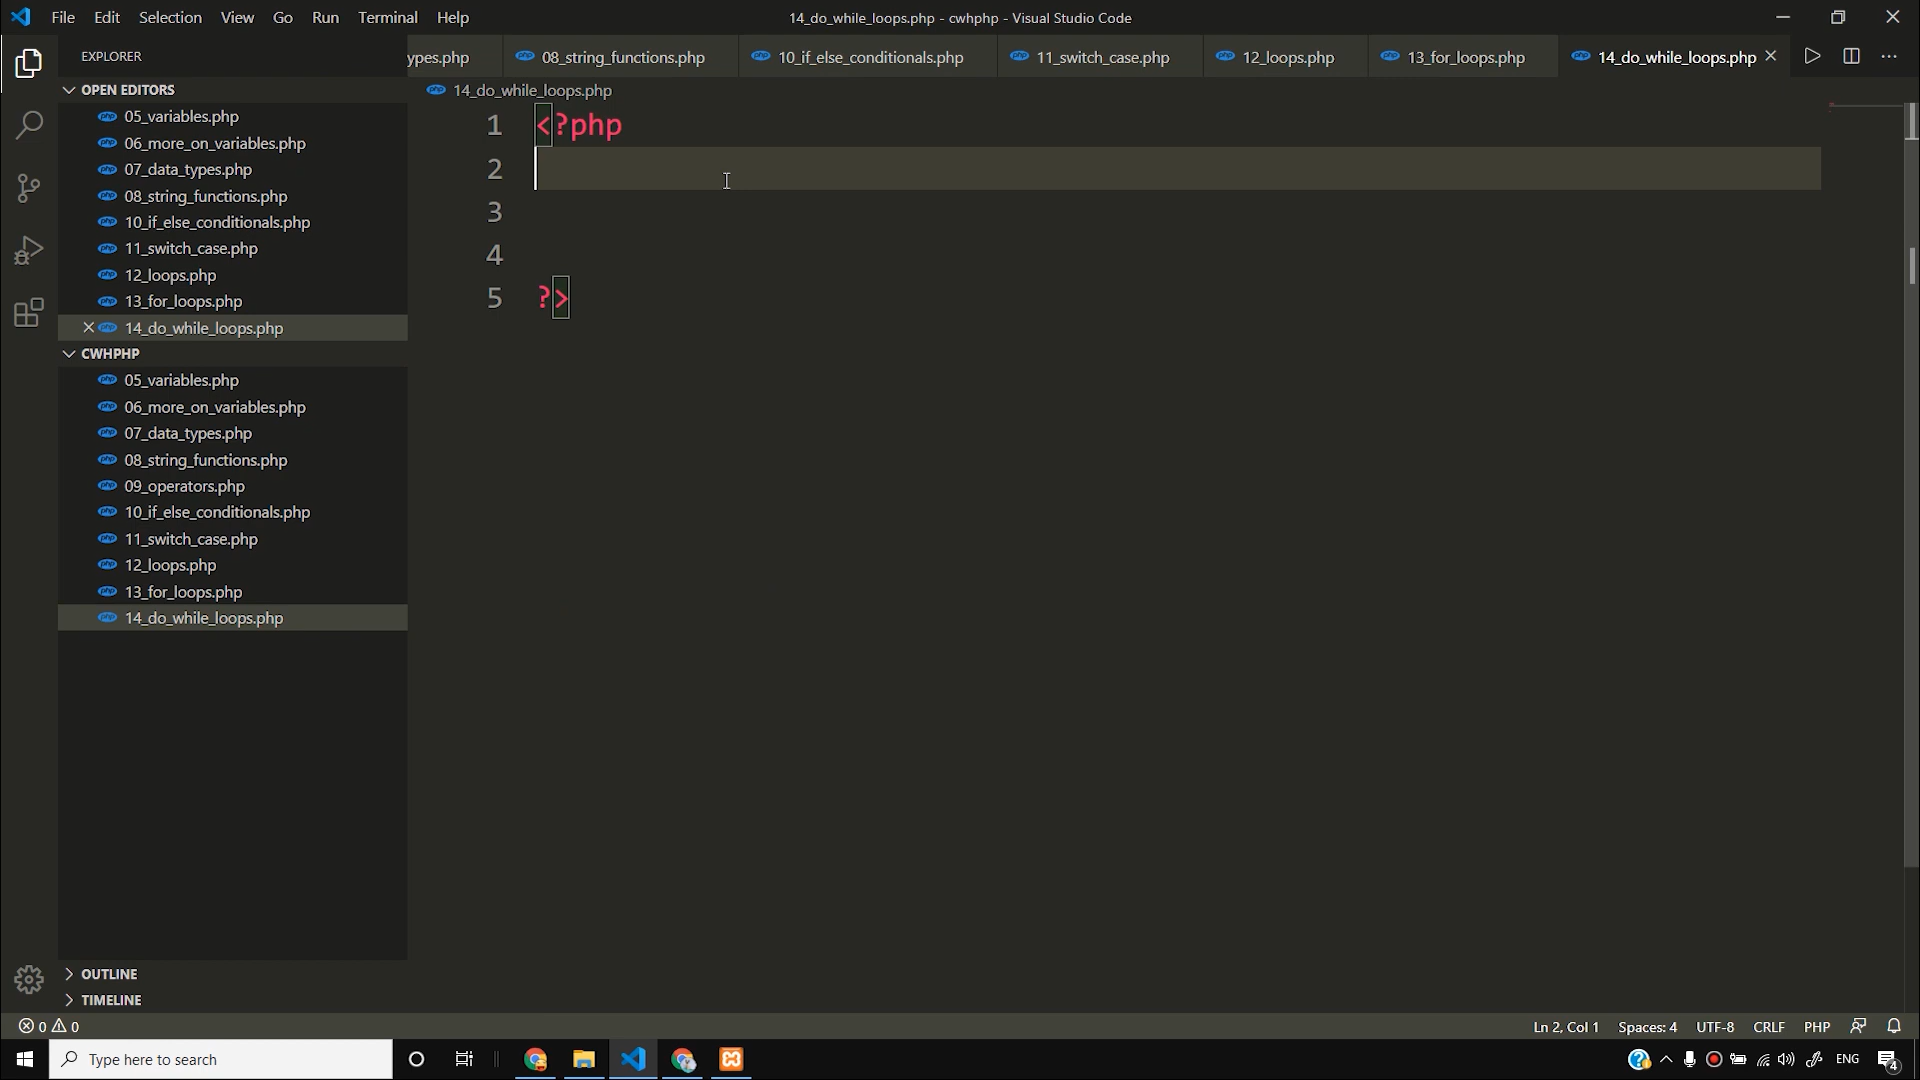 File Edit Selection View Go Run Terminal Help
14_do_while_loops.php - cwhphp - Visual Studio Code
EXPLORER
ypes.php
08_string_functions.php
10_if_else_conditionals.php
11_switch_case.php
12_loops.php
13_for_loops.php
14_do_while_loops.php
OPEN EDITORS
05_variables.php
06_more_on_variables.php
07_data_types.php
08_string_functions.php
10_if_else_conditionals.php
11_switch_case.php
12_loops.php
13_for_loops.php
14_do_while_loops.php
CWHPHP
05_variables.php
06_more_on_variables.php
07_data_types.php
08_string_functions.php
09_operators.php
10_if_else_conditionals.php
11_switch_case.php
12_loops.php
13_for_loops.php
14_do_while_loops.php
OUTLINE
TIMELINE
14_do_while_loops.php
1 <?php
2
3
4
5 ?>
0 0
Ln 2, Col 1 Spaces: 4 UTF-8 CRLF PHP
Type here to search
ENG
4